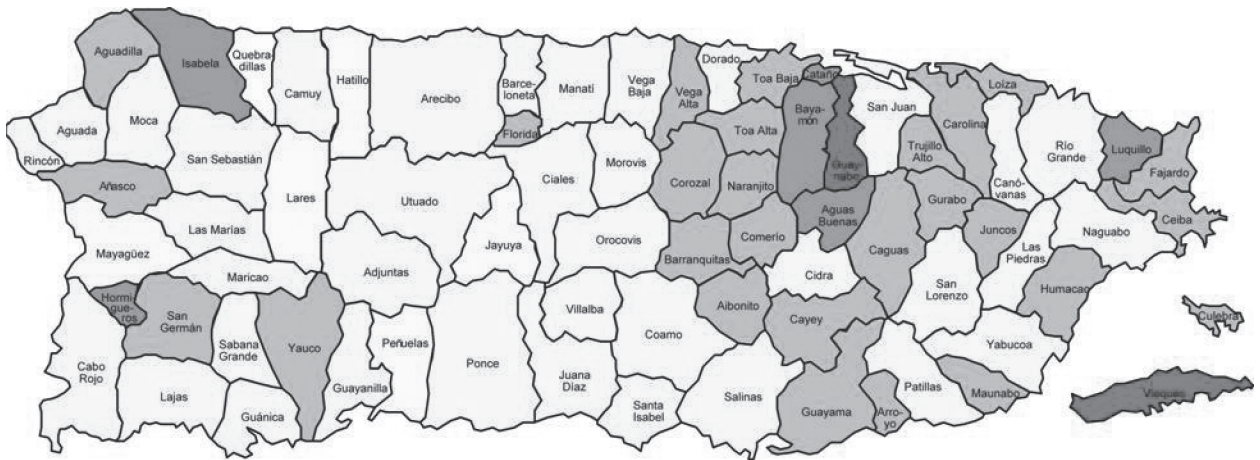 Aguadilla
Isabela
Quebra-
dillas
Camuy
Hatillo
Arecibo
Barce-
loneta
Manatí
Vega
Baja
Vega
Alta
Dorado
Toa Baja
Cataño
San Juan
Loíza
Carolina
Río
Grande
Luquillo
Fajardo
Ceiba
Rincón
Aguada
Moca
San Sebastián
Lares
Utuado
Florida
Ciales
Morovis
Corozal
Toa Alta
Naranjito
Baya-
món
Guay-
nabo
Trujillo
Alto
Canó-
vanas
Añasco
Las Marías
Mayagüez
Maricao
Adjuntas
Jayuya
Orocovis
Barranquitas
Comerío
Aguas
Buenas
Caguas
Gurabo
Juncos
Las
Piedras
Naguabo
Humacao
Culebra
Hormi-
gue-
ros
San
Germán
Sabana
Grande
Yauco
Guayanilla
Peñuelas
Ponce
Villalba
Coamo
Aibonito
Cidra
Cayey
San
Lorenzo
Yabucoa
Vieques
Cabo
Rojo
Lajas
Guánica
Juana
Díaz
Santa
Isabel
Salinas
Guayama
Arro-
yo
Patillas
Maunabo